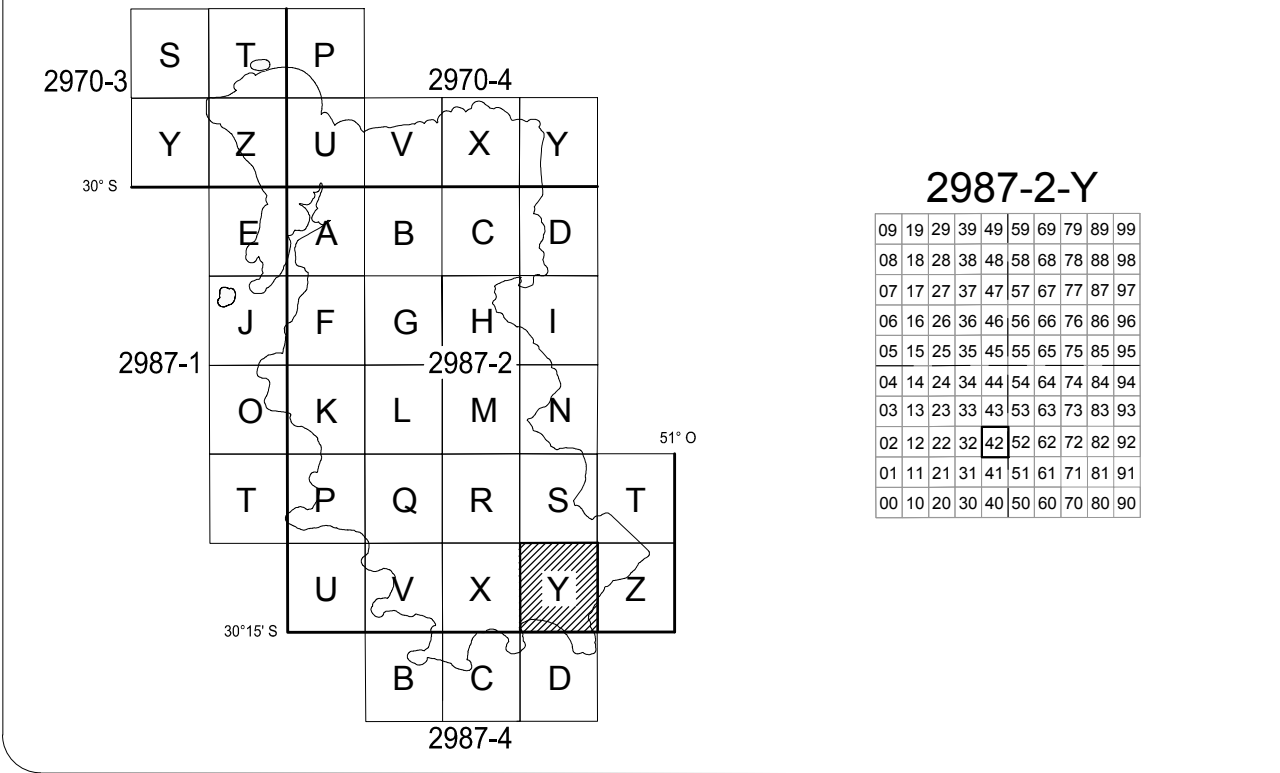 S T P
2970-3 2970-4
Y Z U V X Y
30° S
E A B C D
J F G H I
2987-1 2987-2
O K L M N
51° O
T P Q R S T
U V X Y Z
30°15' S
B C D
2987-4
2987-2-Y
09 19 29 39 49 59 69 79 89 99
08 18 28 38 48 58 68 78 88 98
07 17 27 37 47 57 67 77 87 97
06 16 26 36 46 56 66 76 86 96
05 15 25 35 45 55 65 75 85 95
04 14 24 34 44 54 64 74 84 94
03 13 23 33 43 53 63 73 83 93
02 12 22 32 42 52 62 72 82 92
01 11 21 31 41 51 61 71 81 91
00 10 20 30 40 50 60 70 80 90